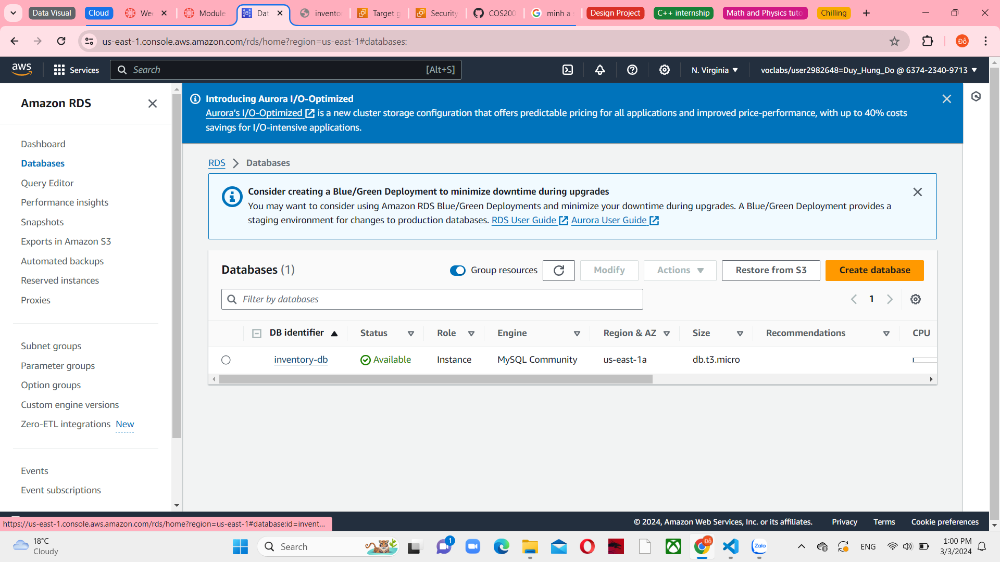 Data Visual
Cloud
Wee
Module
Dat
inventor
Target g
Security
COS200
minh a s
Design Project
C++ internship
Math and Physics tuto
Chilling
us-east-1.console.aws.amazon.com/rds/home?region=us-east-1#databases:
Đỗ
aws
Services
Search
[Alt+S]
N. Virginia
voclabs/user2982648=Duy_Hung_Do @ 6374-2340-9713
Amazon RDS
Dashboard
Databases
Query Editor
Performance insights
Snapshots
Exports in Amazon S3
Automated backups
Reserved instances
Proxies
Subnet groups
Parameter groups
Option groups
Custom engine versions
Zero-ETL integrations New
Events
Event subscriptions
Introducing Aurora I/O-Optimized
Aurora's I/O-Optimized is a new cluster storage configuration that offers predictable pricing for all applications and improved price-performance, with up to 40% costs
savings for I/O-intensive applications.
RDS
Databases
Consider creating a Blue/Green Deployment to minimize downtime during upgrades
You may want to consider using Amazon RDS Blue/Green Deployments and minimize your downtime during upgrades. A Blue/Green Deployment provides a
staging environment for changes to production databases. RDS User Guide Aurora User Guide
Databases (1)
Group resources
Modify
Actions
Restore from S3
Create database
Filter by databases
1
DB identifier
Status
Role
Engine
Region & AZ
Size
Recommendations
CPU
inventory-db
Available
Instance
MySQL Community
us-east-1a
db.t3.micro
https://us-east-1.console.aws.amazon.com/rds/home?region=us-east-1#database:id=invent...
© 2024, Amazon Web Services, Inc. or its affiliates.
Privacy
Terms
Cookie preferences
18°C
Cloudy
Search
1
Đỗ
Zalo
ENG
1:00 PM
3/3/2024